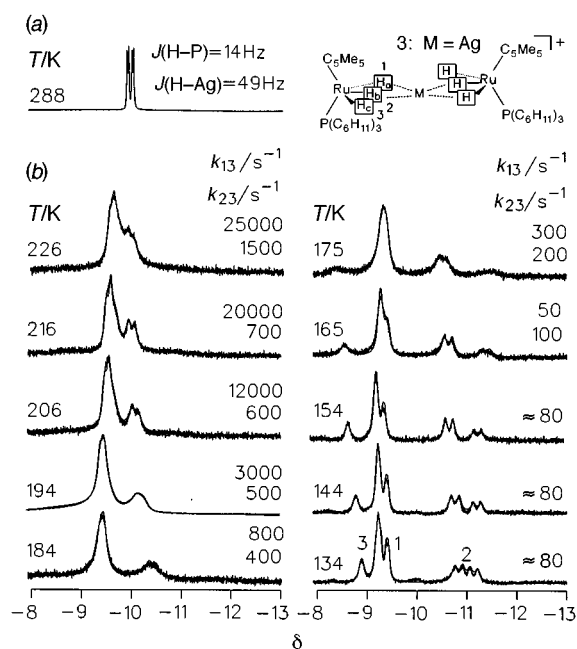 (a)
T/K
288
J(H–P)=14Hz
J(H–Ag)=49Hz
3: M=Ag
C5Me5
Ru
P(C6H11)3
1
Ha
Hb
Hc
3
2
M
H
H
H
C5Me5
Ru
P(C6H11)3
]+
(b)
T/K
k13/s−1
k23/s−1
226
25000
1500
216
20000
700
206
12000
600
194
3000
500
184
800
400
−8 −9 −10 −11 −12 −13
T/K
k13/s−1
k23/s−1
175
300
200
165
50
100
154
≈80
144
≈80
134
3
1
2
≈80
−8 −9 −10 −11 −12 −13
δ